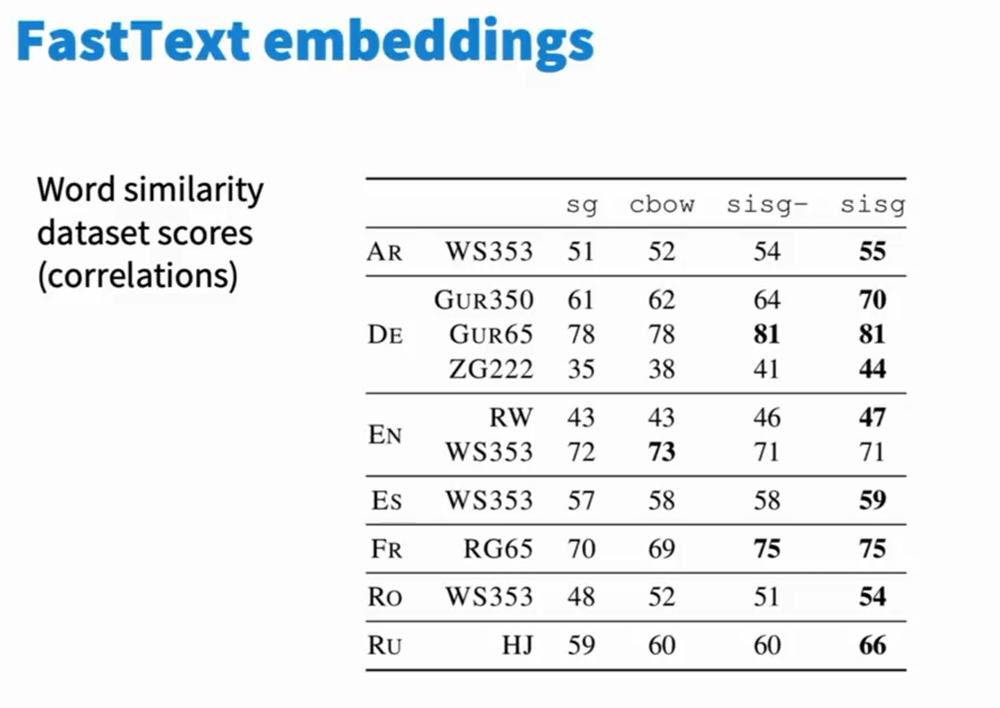 FastText embeddings
Word similarity
dataset scores
(correlations)
sg cbow sisg- sisg
AR WS353 51 52 54 55
GUR350 61 62 64 70
DE GUR65 78 78 81 81
ZG222 35 38 41 44
EN
RW 43 43 46 47
WS353 72 73 71 71
ES WS353 57 58 58 59
FR RG65 70 69 75 75
RO WS353 48 52 51 54
RU HJ 59 60 60 66